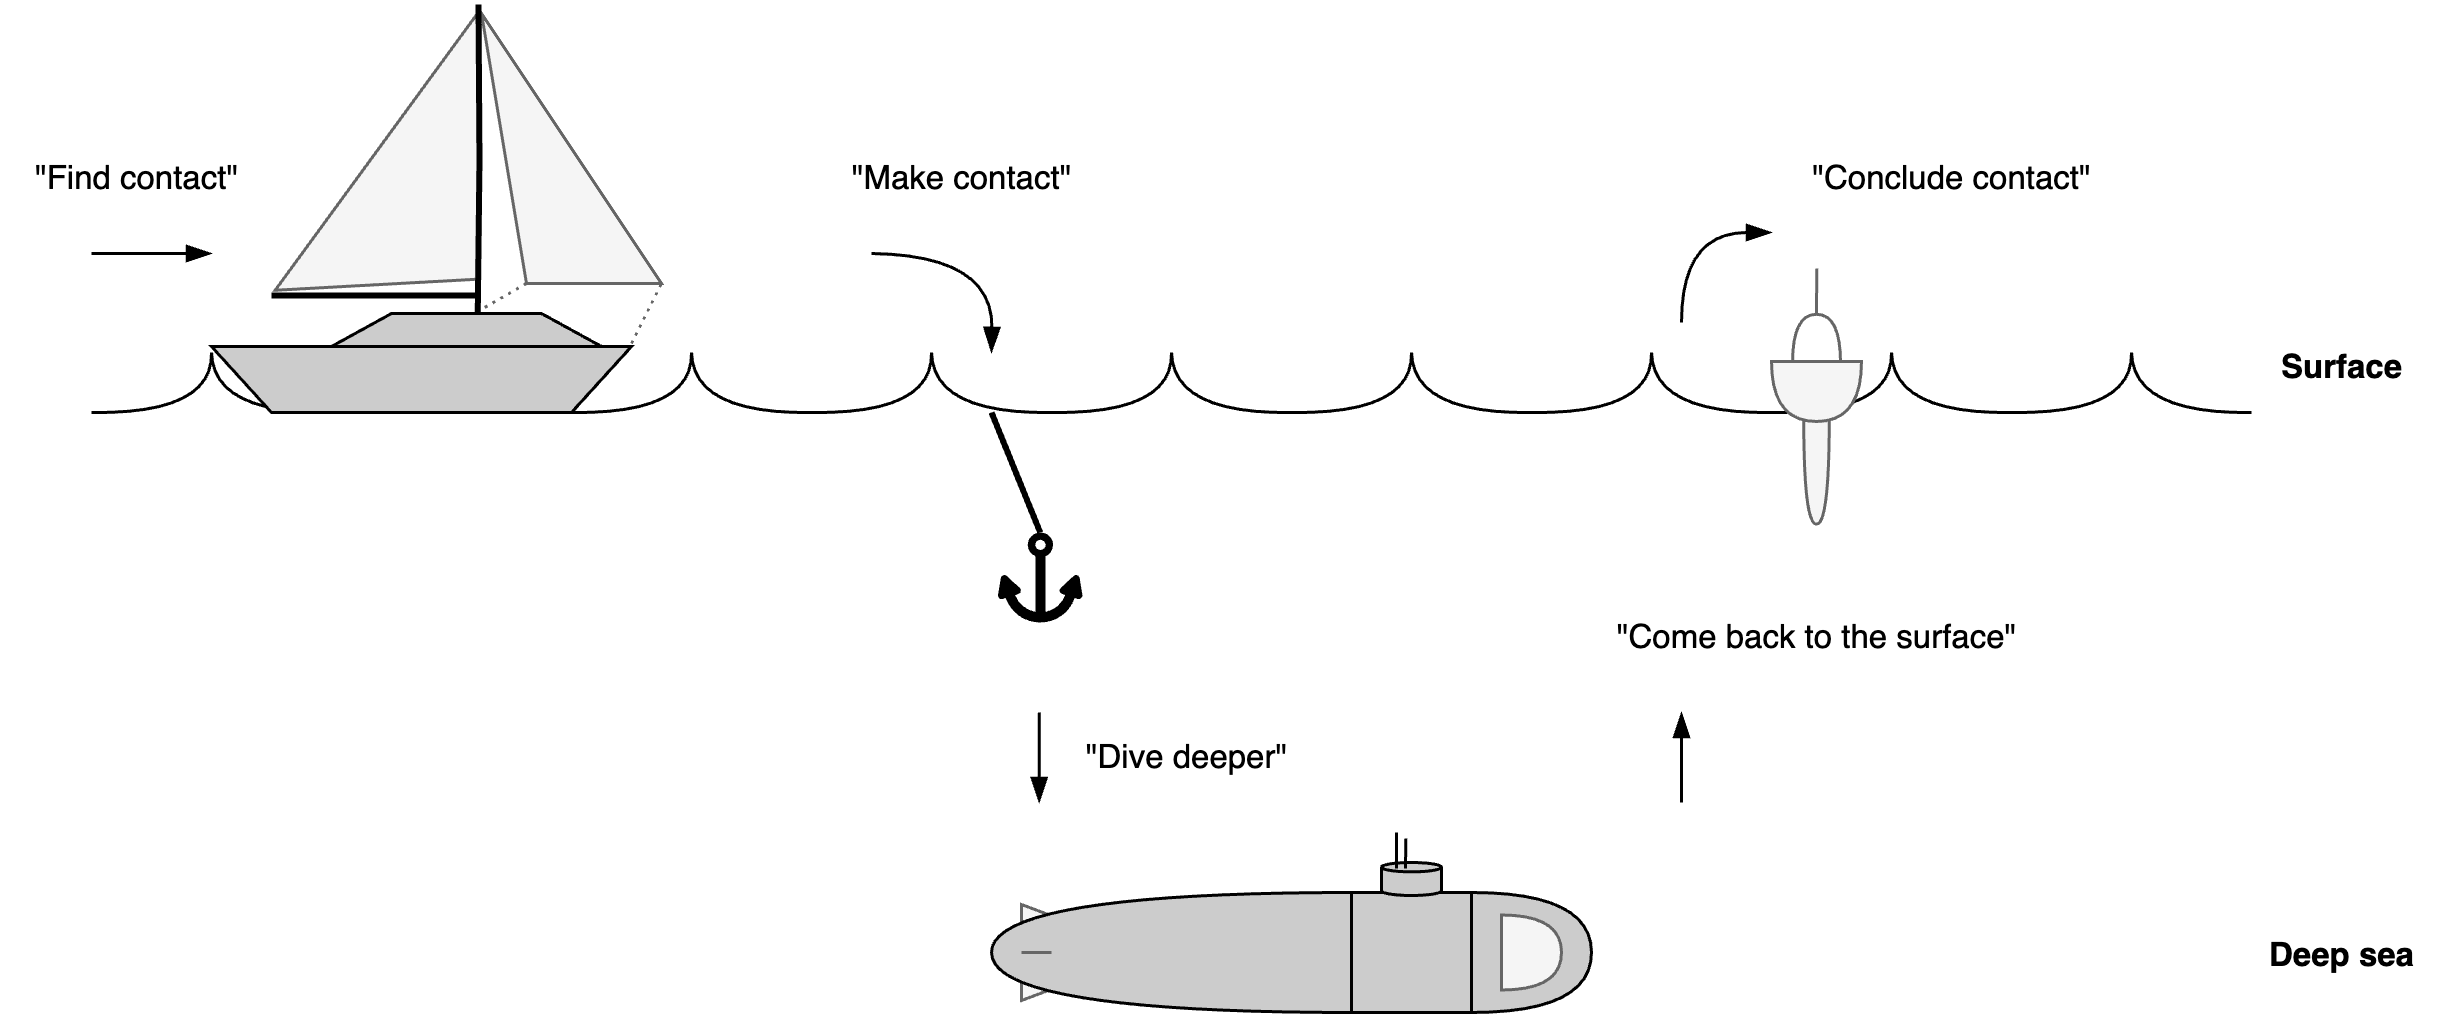 "Find contact"
"Make contact"
"Conclude contact"
Surface
"Come back to the surface"
"Dive deeper"
Deep sea